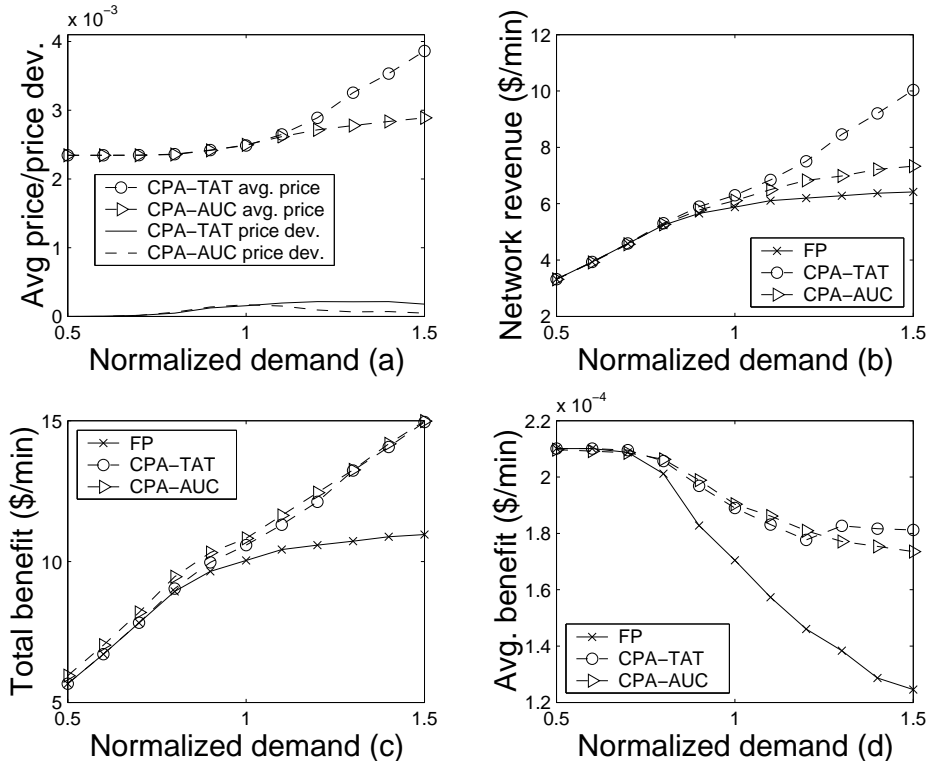 x 10⁻³
4
3
2
1
0
0.5
1
1.5
Avg price/price dev.
Normalized demand (a)
CPA−TAT avg. price
CPA−AUC avg. price
CPA−TAT price dev.
CPA−AUC price dev.
12
10
8
6
4
2
0.5
1
1.5
Network revenue ($/min)
Normalized demand (b)
FP
CPA−TAT
CPA−AUC
15
10
5
0.5
1
1.5
Total benefit ($/min)
Normalized demand (c)
FP
CPA−TAT
CPA−AUC
x 10⁻⁴
2.2
2
1.8
1.6
1.4
1.2
0.5
1
1.5
Avg. benefit ($/min)
Normalized demand (d)
FP
CPA−TAT
CPA−AUC